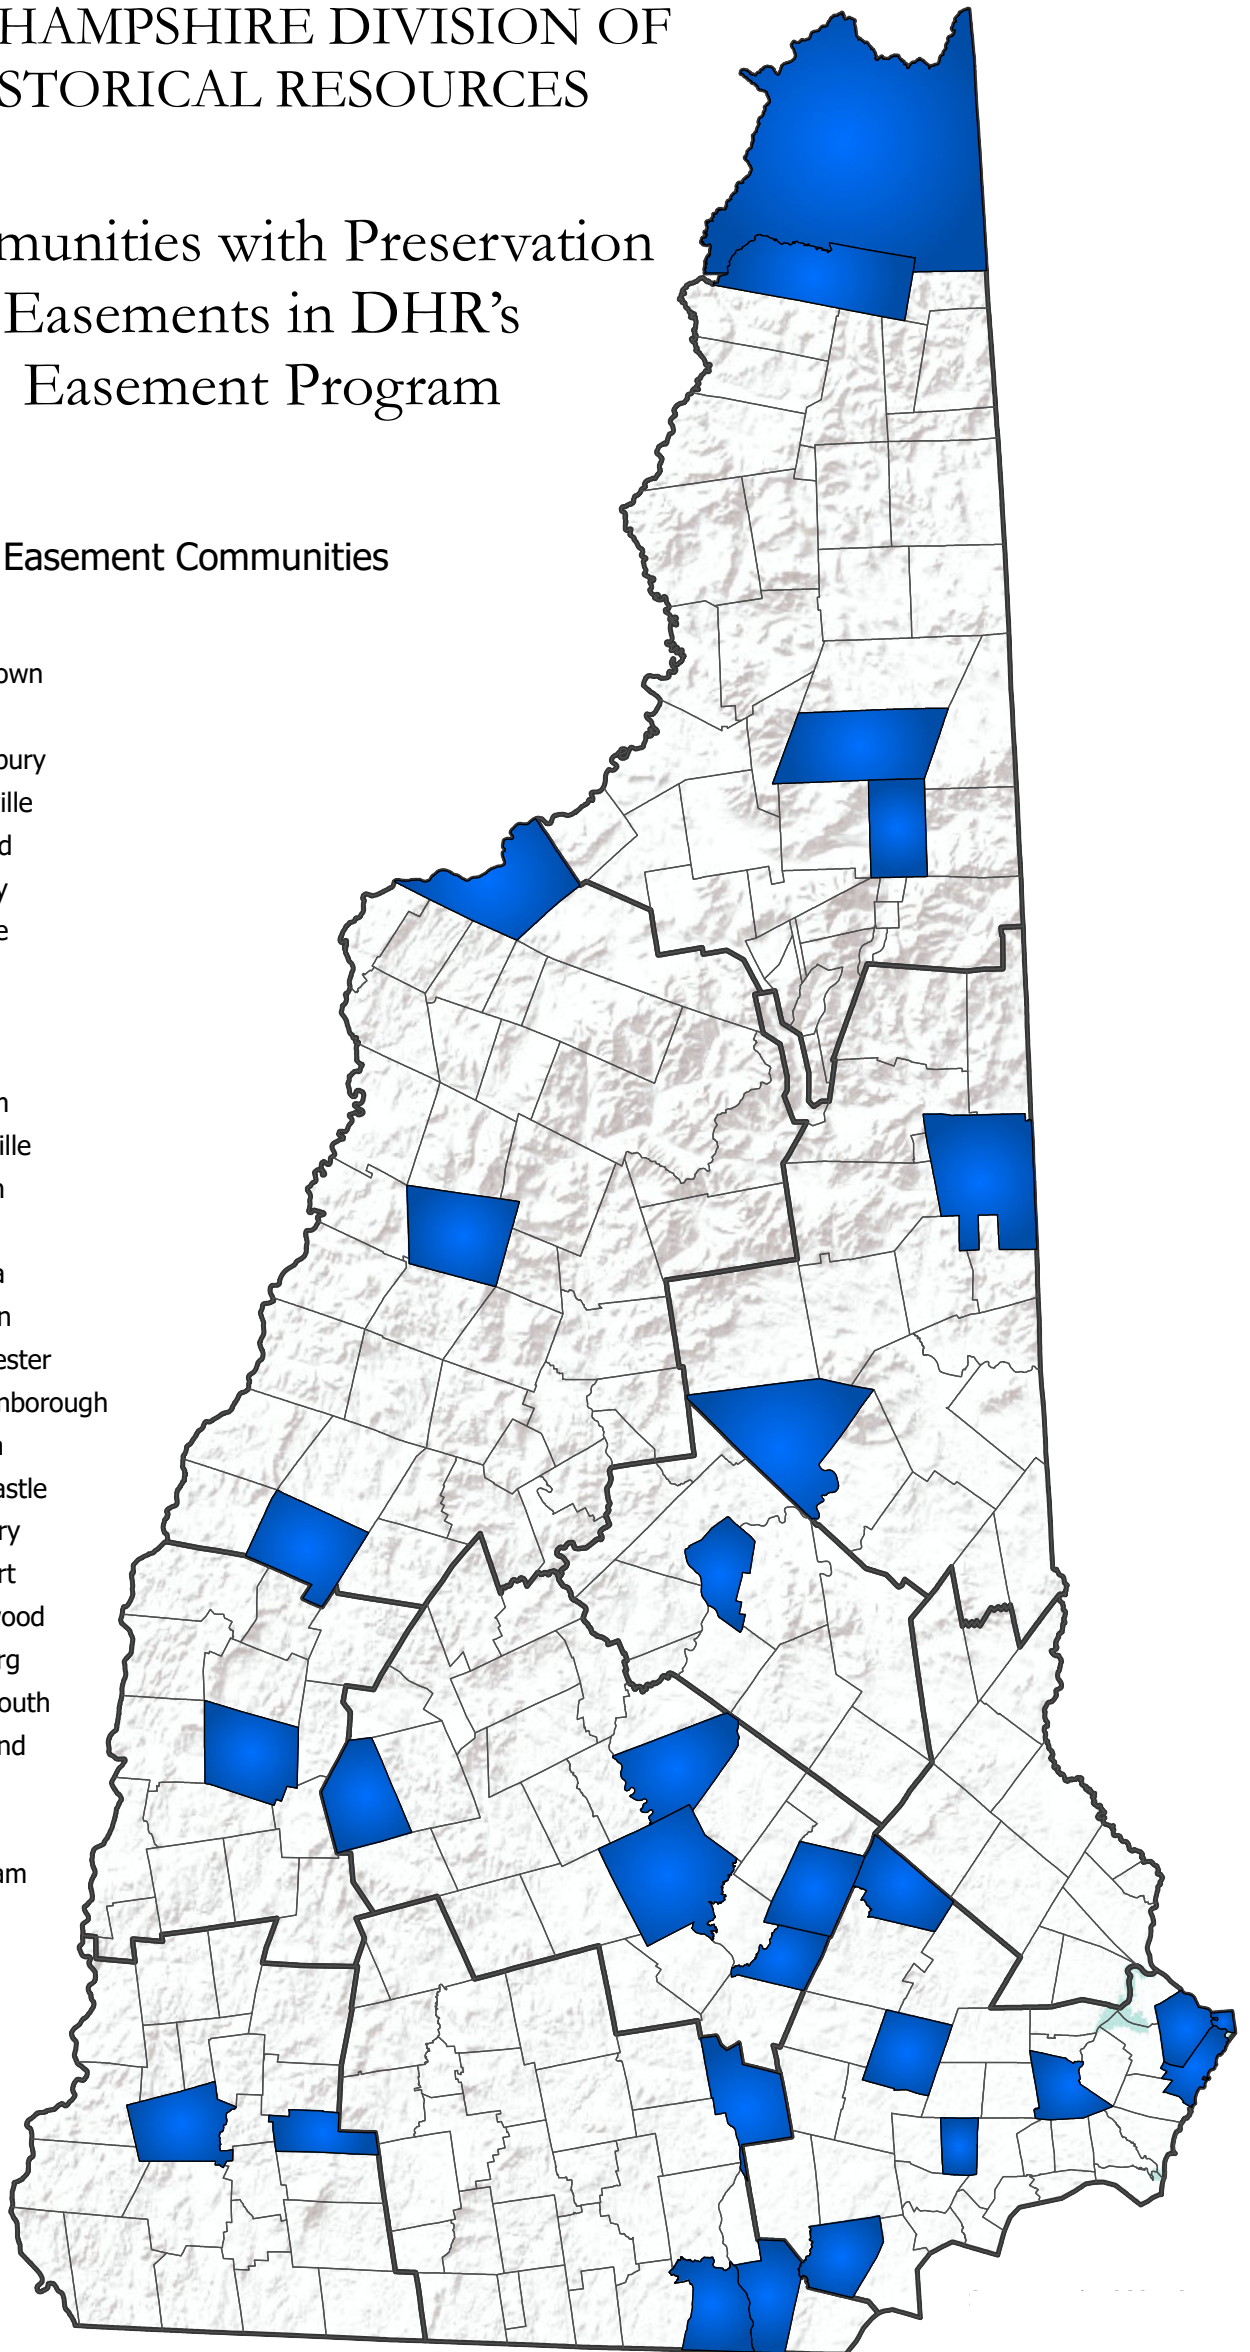 HAMPSHIRE DIVISION OF
STORICAL RESOURCES
munities with Preservation
Easements in DHR’s
Easement Program
Easement Communities
own
bury
ille
d
y
e
n
ille
n
a
n
ester
nborough
n
astle
ry
rt
ood
rg
outh
nd
am